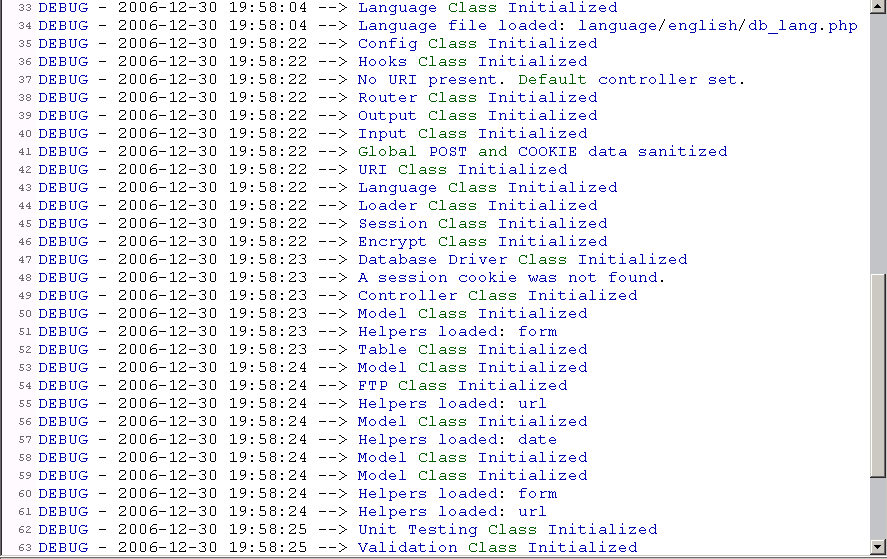 33 DEBUG - 2006-12-30 19:58:04 --> Language Class Initialized
34 DEBUG - 2006-12-30 19:58:04 --> Language file loaded: language/english/db_lang.php
35 DEBUG - 2006-12-30 19:58:22 --> Config Class Initialized
36 DEBUG - 2006-12-30 19:58:22 --> Hooks Class Initialized
37 DEBUG - 2006-12-30 19:58:22 --> No URI present. Default controller set.
38 DEBUG - 2006-12-30 19:58:22 --> Router Class Initialized
39 DEBUG - 2006-12-30 19:58:22 --> Output Class Initialized
40 DEBUG - 2006-12-30 19:58:22 --> Input Class Initialized
41 DEBUG - 2006-12-30 19:58:22 --> Global POST and COOKIE data sanitized
42 DEBUG - 2006-12-30 19:58:22 --> URI Class Initialized
43 DEBUG - 2006-12-30 19:58:22 --> Language Class Initialized
44 DEBUG - 2006-12-30 19:58:22 --> Loader Class Initialized
45 DEBUG - 2006-12-30 19:58:22 --> Session Class Initialized
46 DEBUG - 2006-12-30 19:58:22 --> Encrypt Class Initialized
47 DEBUG - 2006-12-30 19:58:23 --> Database Driver Class Initialized
48 DEBUG - 2006-12-30 19:58:23 --> A session cookie was not found.
49 DEBUG - 2006-12-30 19:58:23 --> Controller Class Initialized
50 DEBUG - 2006-12-30 19:58:23 --> Model Class Initialized
51 DEBUG - 2006-12-30 19:58:23 --> Helpers loaded: form
52 DEBUG - 2006-12-30 19:58:23 --> Table Class Initialized
53 DEBUG - 2006-12-30 19:58:24 --> Model Class Initialized
54 DEBUG - 2006-12-30 19:58:24 --> FTP Class Initialized
55 DEBUG - 2006-12-30 19:58:24 --> Helpers loaded: url
56 DEBUG - 2006-12-30 19:58:24 --> Model Class Initialized
57 DEBUG - 2006-12-30 19:58:24 --> Helpers loaded: date
58 DEBUG - 2006-12-30 19:58:24 --> Model Class Initialized
59 DEBUG - 2006-12-30 19:58:24 --> Model Class Initialized
60 DEBUG - 2006-12-30 19:58:24 --> Helpers loaded: form
61 DEBUG - 2006-12-30 19:58:24 --> Helpers loaded: url
62 DEBUG - 2006-12-30 19:58:25 --> Unit Testing Class Initialized
63 DEBUG - 2006-12-30 19:58:25 --> Validation Class Initialized